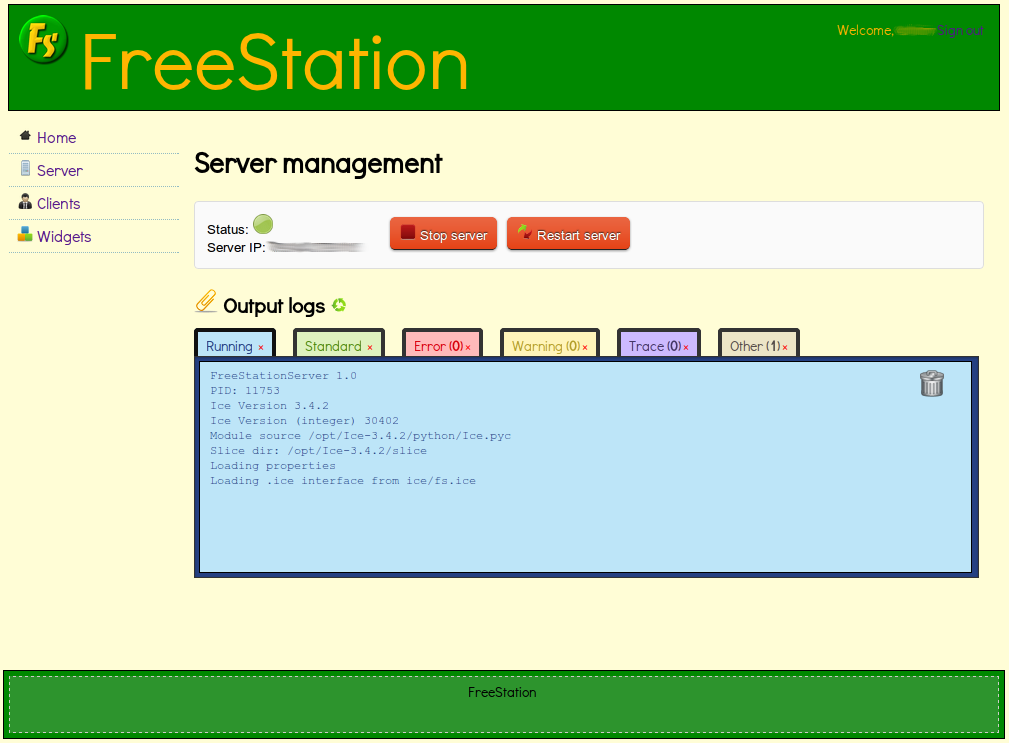 Fs
FreeStation
Welcome, Sign out
Home
Server
Clients
Widgets
Server management
Status:
Server IP:
Stop server
Restart server
Output logs
Running × Standard × Error (0) × Warning (0) × Trace (0) × Other (1) ×
FreeStationServer 1.0
PID: 11753
Ice Version 3.4.2
Ice Version (integer) 30402
Module source /opt/Ice-3.4.2/python/Ice.pyc
Slice dir: /opt/Ice-3.4.2/slice
Loading properties
Loading .ice interface from ice/fs.ice
FreeStation